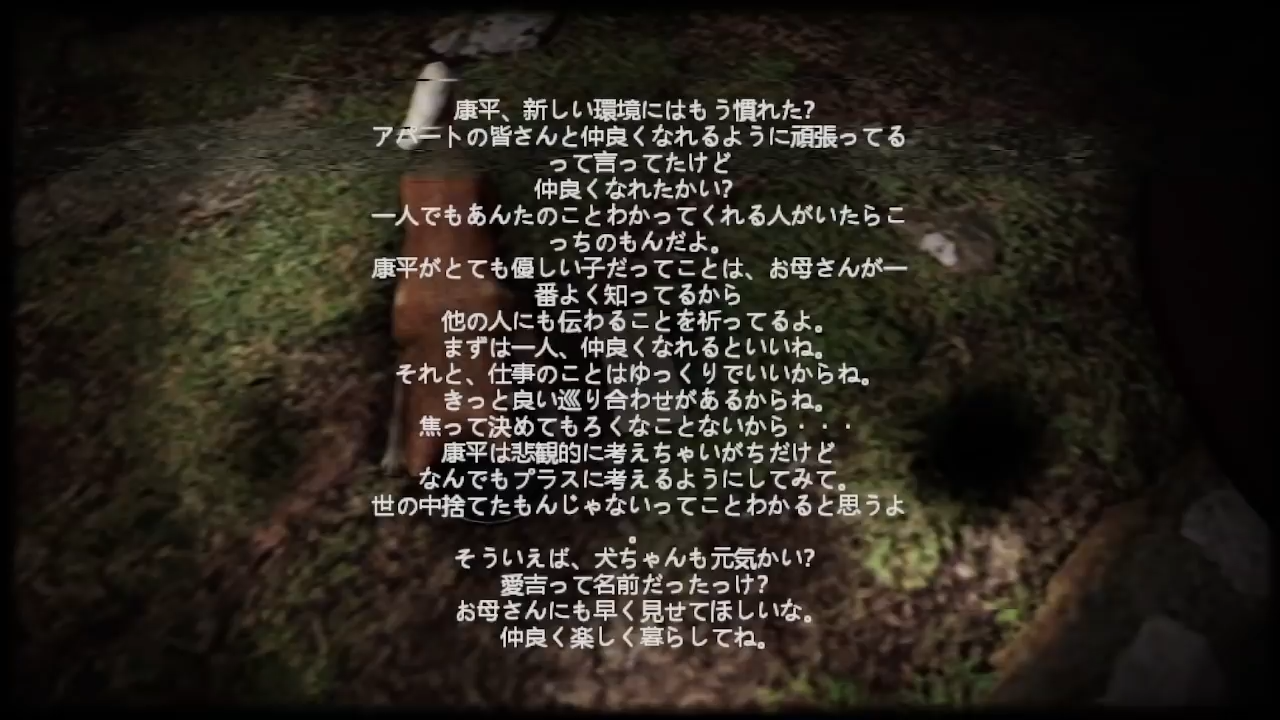 康平、新しい環境にはもう慣れた?
アパートの皆さんと仲良くなれるように頑張ってる
って言ってたけど
仲良くなれたかい?
一人でもあんたのことわかってくれる人がいたらこ
っちのもんだよ。
康平がとても優しい子だってことは、お母さんが一
番よく知ってるから
他の人にも伝わることを祈ってるよ。
まずは一人、仲良くなれるといいね。
それと、仕事のことはゆっくりでいいからね。
きっと良い巡り合わせがあるからね。
焦って決めてもろくなことないから・・・
康平は悲観的に考えちゃいがちだけど
なんでもプラスに考えるようにしてみて。
世の中捨てたもんじゃないってことわかると思うよ
。
そういえば、犬ちゃんも元気かい?
愛吉って名前だったっけ?
お母さんにも早く見せてほしいな。
仲良く楽しく暮らしてね。